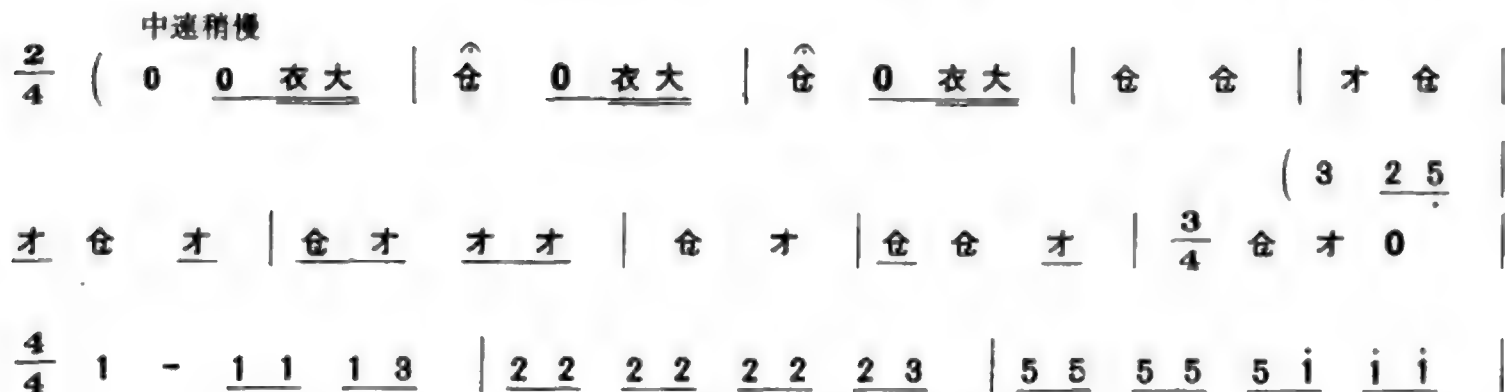 中速稍慢
2/4 ( 0 0 衣大 | 仓 0 衣大 | 仓 0 衣大 | 仓 仓 | 才 仓 |
( 3 2 5 |
才 仓 才 | 仓 才 才 才 | 仓 才 | 仓 仓 才 | 3/4 仓 才 0 |
4/4 1 - 1 1 1 3 | 2 2 2 2 2 2 2 3 | 5 5 5 5 5 i i i |